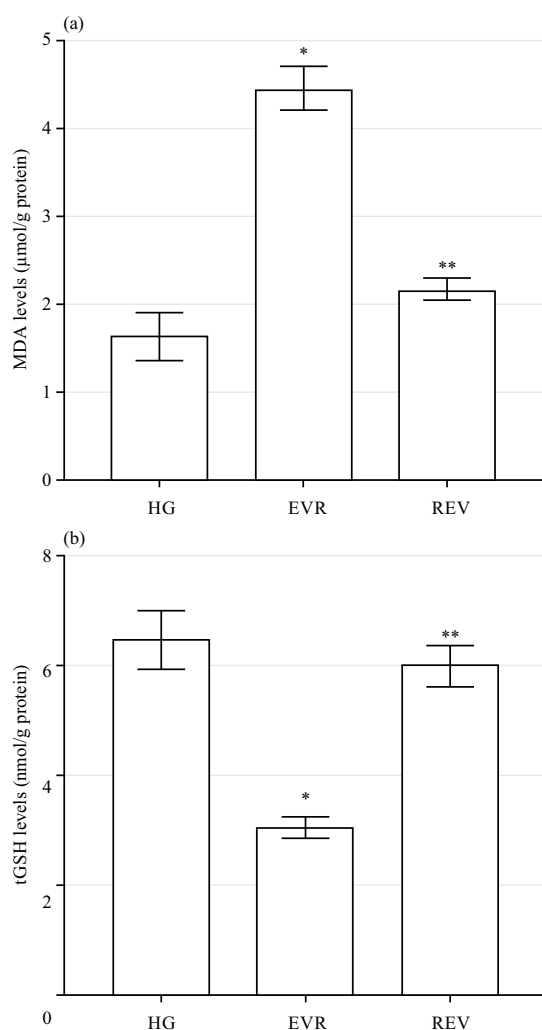 (a)
MDA levels (µmol/g protein)
5
4
3
2
1
0
*
**
HG EVR REV
(b)
tGSH levels (nmol/g protein)
8
6
4
2
0
*
**
HG EVR REV